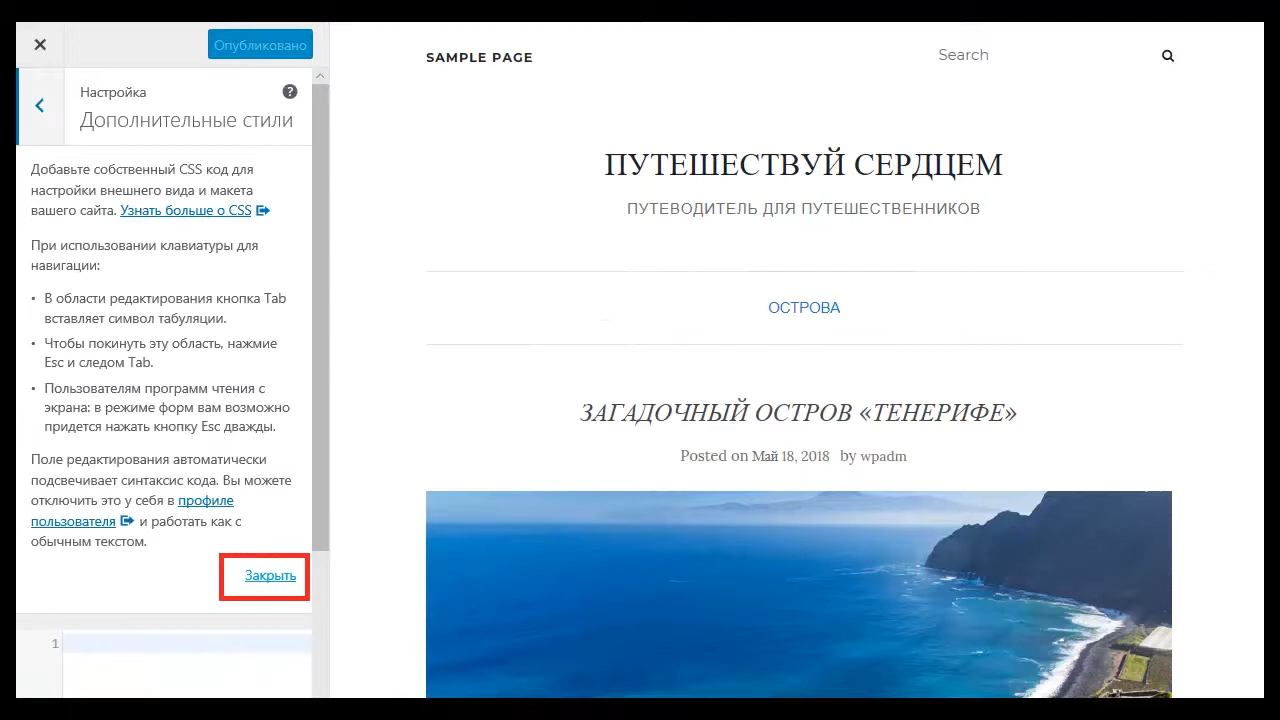 Опубликовано
Настройка
Дополнительные стили
Добавьте собственный CSS код для
настройки внешнего вида и макета
вашего сайта. Узнать больше о CSS
При использовании клавиатуры для
навигации:
• В области редактирования кнопка Tab
вставляет символ табуляции.
• Чтобы покинуть эту область, нажмие
Esc и следом Tab.
• Пользователям программ чтения с
экрана: в режиме форм вам возможно
придется нажать кнопку Esc дважды.
Поле редактирования автоматически
подсвечивает синтаксис кода. Вы можете
отключить это у себя в профиле
пользователя и работать как с
обычным текстом.
Закрыть
1
SAMPLE PAGE
Search
ПУТЕШЕСТВУЙ СЕРДЦЕМ
ПУТЕВОДИТЕЛЬ ДЛЯ ПУТЕШЕСТВЕННИКОВ
ОСТРОВА
ЗАГАДОЧНЫЙ ОСТРОВ «ТЕНЕРИФЕ»
Posted on Май 18, 2018 by wpadm